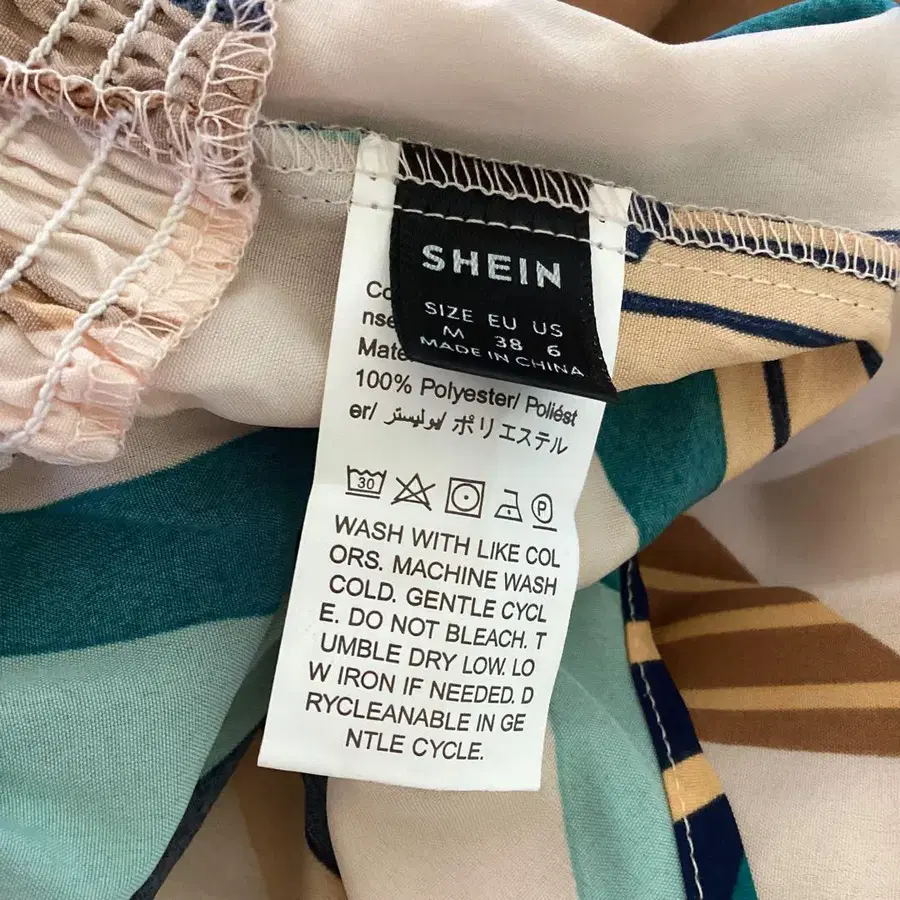 SHEIN
SIZE EU US
M 38 6
MADE IN CHINA
100% Polyester/ Poliést
er/ بوليستر/ ポリエステル
30
P
WASH WITH LIKE COL
ORS. MACHINE WASH
COLD. GENTLE CYCL
E. DO NOT BLEACH. T
UMBLE DRY LOW. LO
W IRON IF NEEDED. D
RYCLEANABLE IN GE
NTLE CYCLE.